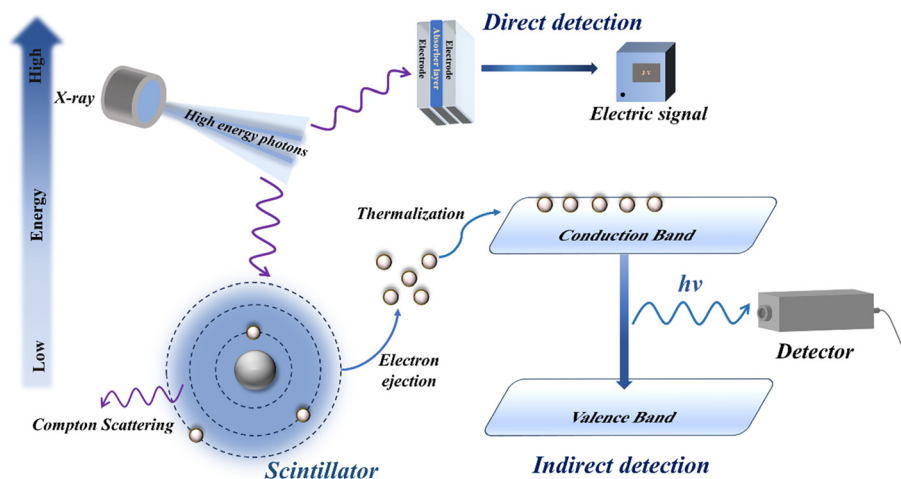 Direct detection
High
X-ray
High energy photons
Electrode
Absorber layer
Electrode
J-V
Electric signal
Energy
Thermalization
Conduction Band
hv
Detector
Low
Electron
ejection
Compton Scattering
Valence Band
Scintillator
Indirect detection